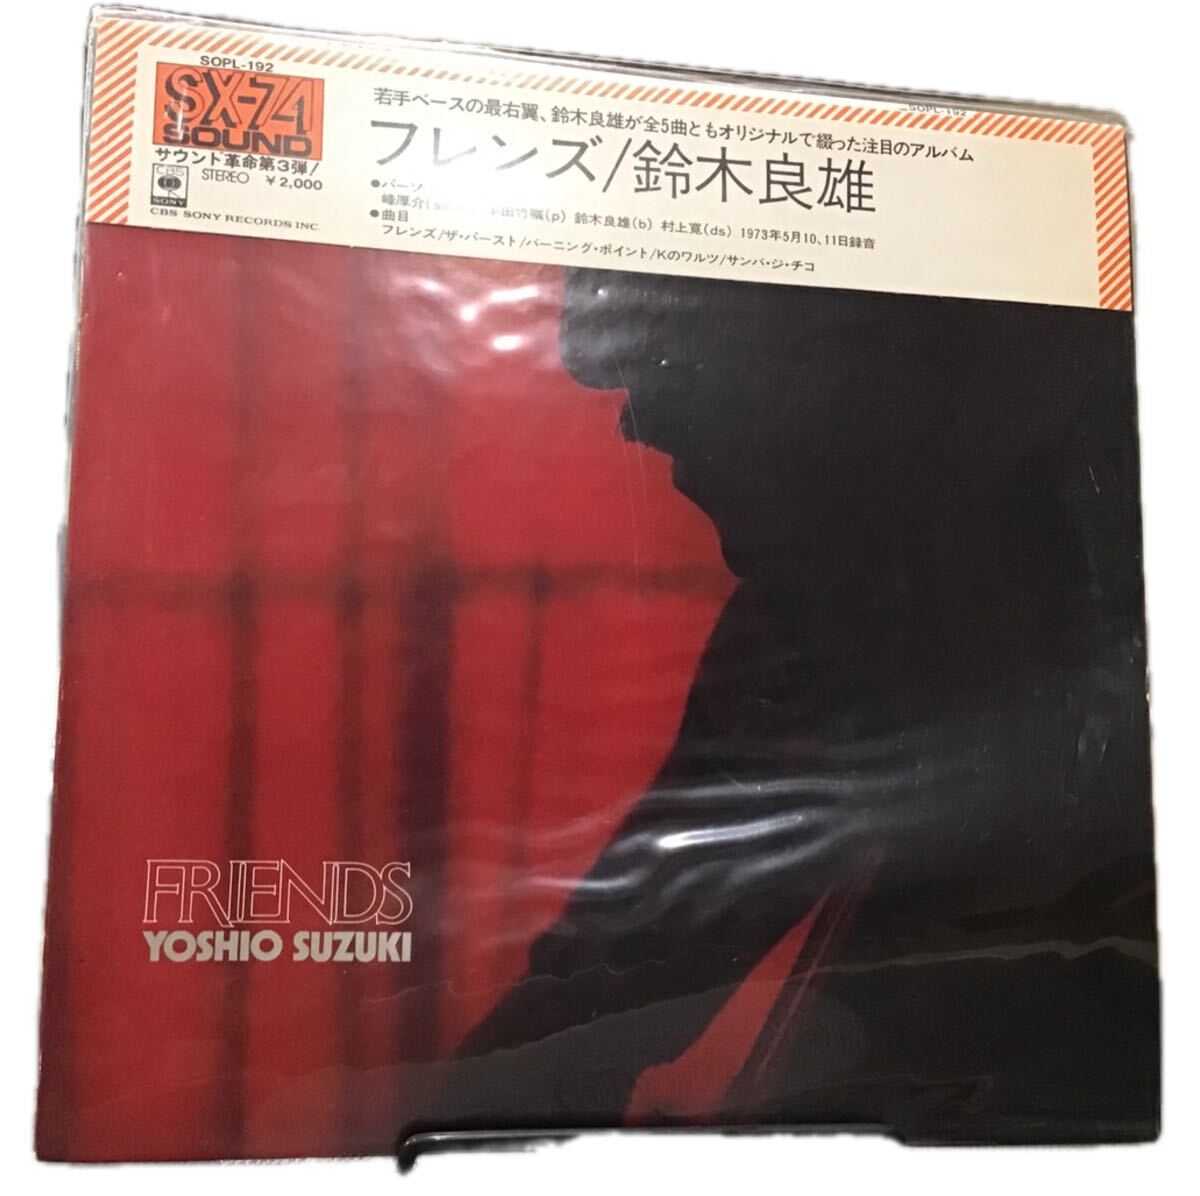 SOPL-192
SOPL-192
SX-74
SOUND
サウンド革命第3弾/
CBS
SONY
STEREO ¥2,000
CBS SONY RECORDS INC.
若手ベースの最右翼、鈴木良雄が全5曲ともオリジナルで綴った注目のアルバム
フレンズ/鈴木良雄
●パーソ
峰厚介 本田竹曠(p) 鈴木良雄(b) 村上寛(ds) 1973年5月10、11日録音
●曲目
フレンズ/ザ・バースト/バーニング・ポイント/Kのワルツ/サンバ・ジ・チコ
FRIENDS
YOSHIO SUZUKI